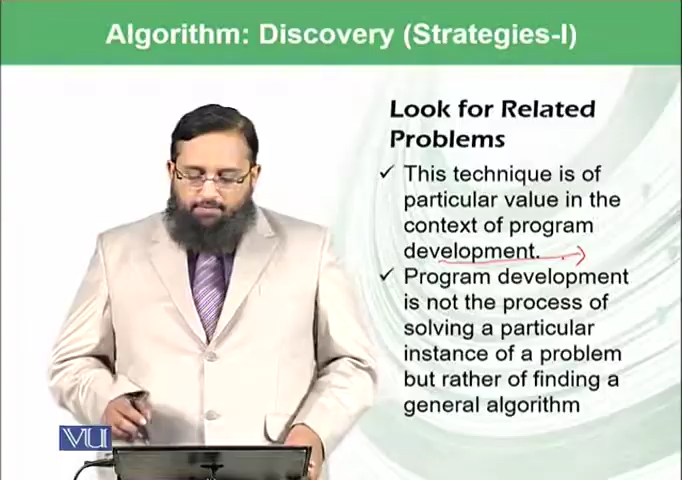 Algorithm: Discovery (Strategies-I)
Look for Related
Problems
✓ This technique is of
particular value in the
context of program
development.
✓ Program development
is not the process of
solving a particular
instance of a problem
but rather of finding a
general algorithm
VU